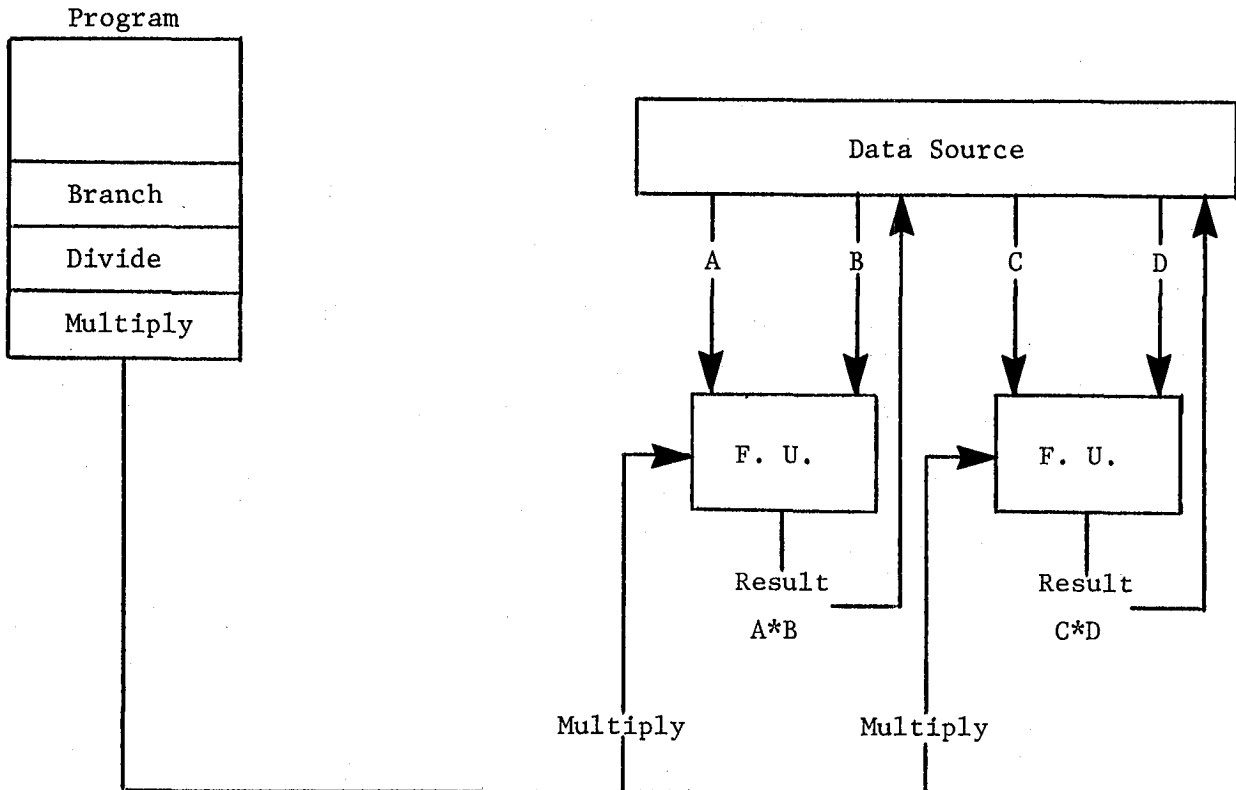 Program
Branch
Divide
Multiply
Data Source
A
B
C
D
F. U.
F. U.
Result
A*B
Result
C*D
Multiply
Multiply